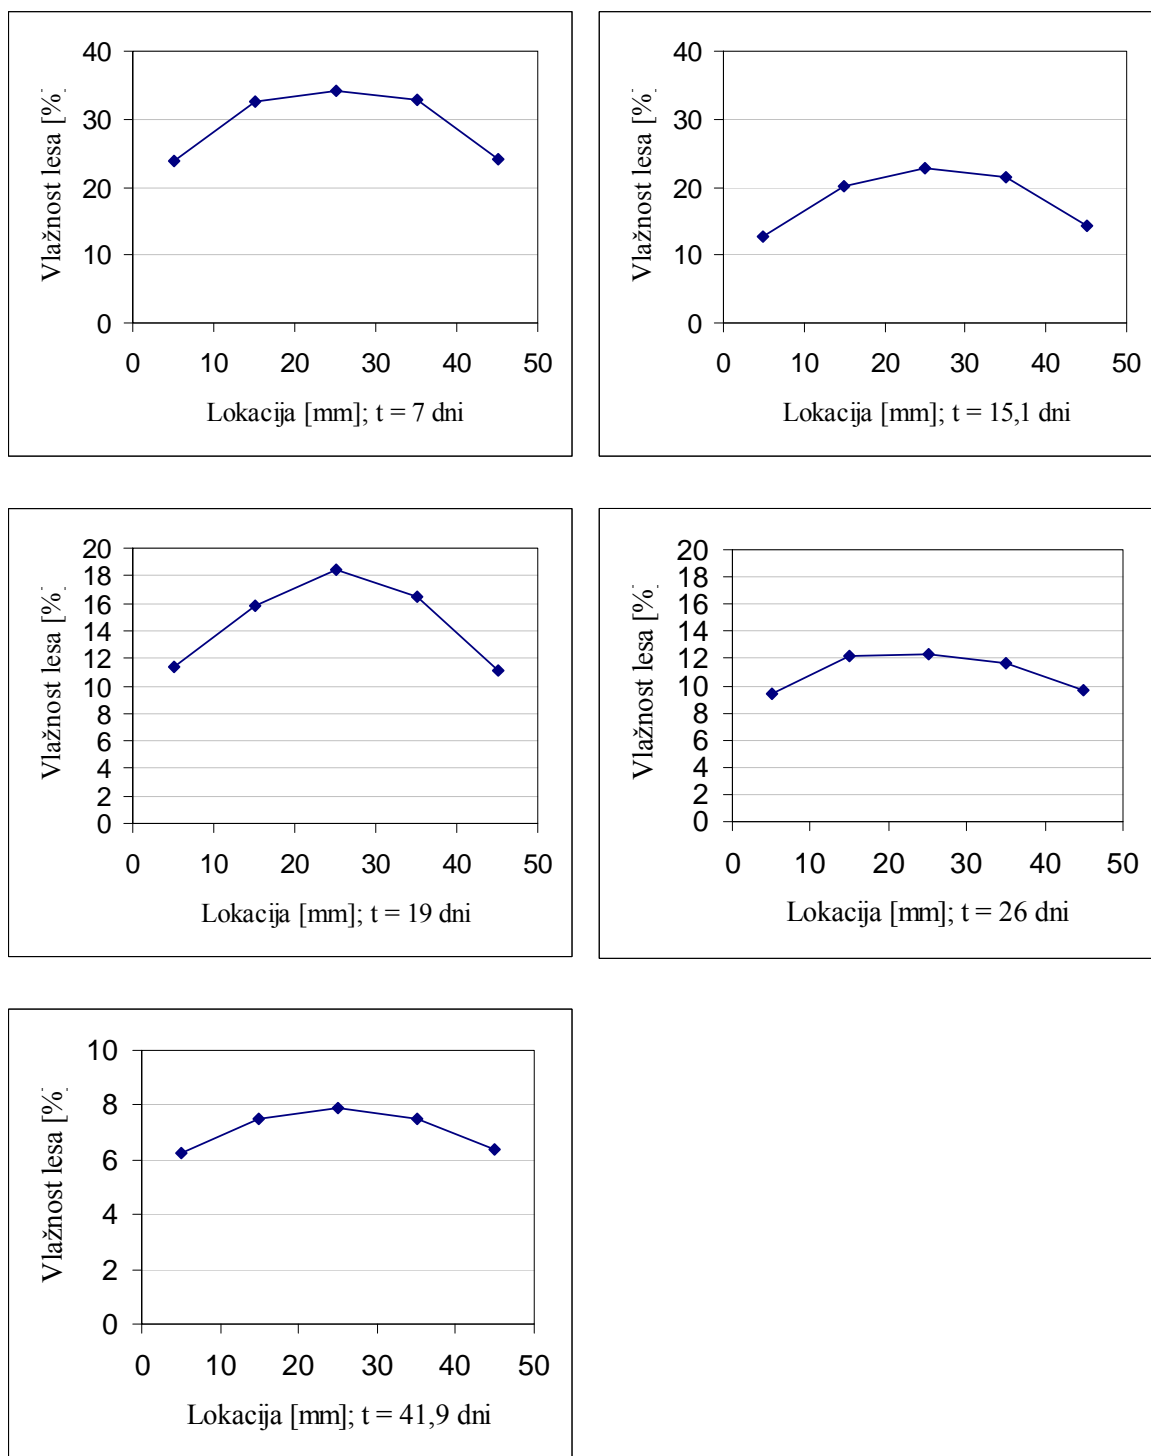 Vlažnost lesa [%]
40
30
20
10
0
0 10 20 30 40 50
Lokacija [mm]; t = 7 dni
Vlažnost lesa [%]
40
30
20
10
0
0 10 20 30 40 50
Lokacija [mm]; t = 15,1 dni
Vlažnost lesa [%]
20
18
16
14
12
10
8
6
4
2
0
0 10 20 30 40 50
Lokacija [mm]; t = 19 dni
Vlažnost lesa [%]
20
18
16
14
12
10
8
6
4
2
0
0 10 20 30 40 50
Lokacija [mm]; t = 26 dni
Vlažnost lesa [%]
10
8
6
4
2
0
0 10 20 30 40 50
Lokacija [mm]; t = 41,9 dni